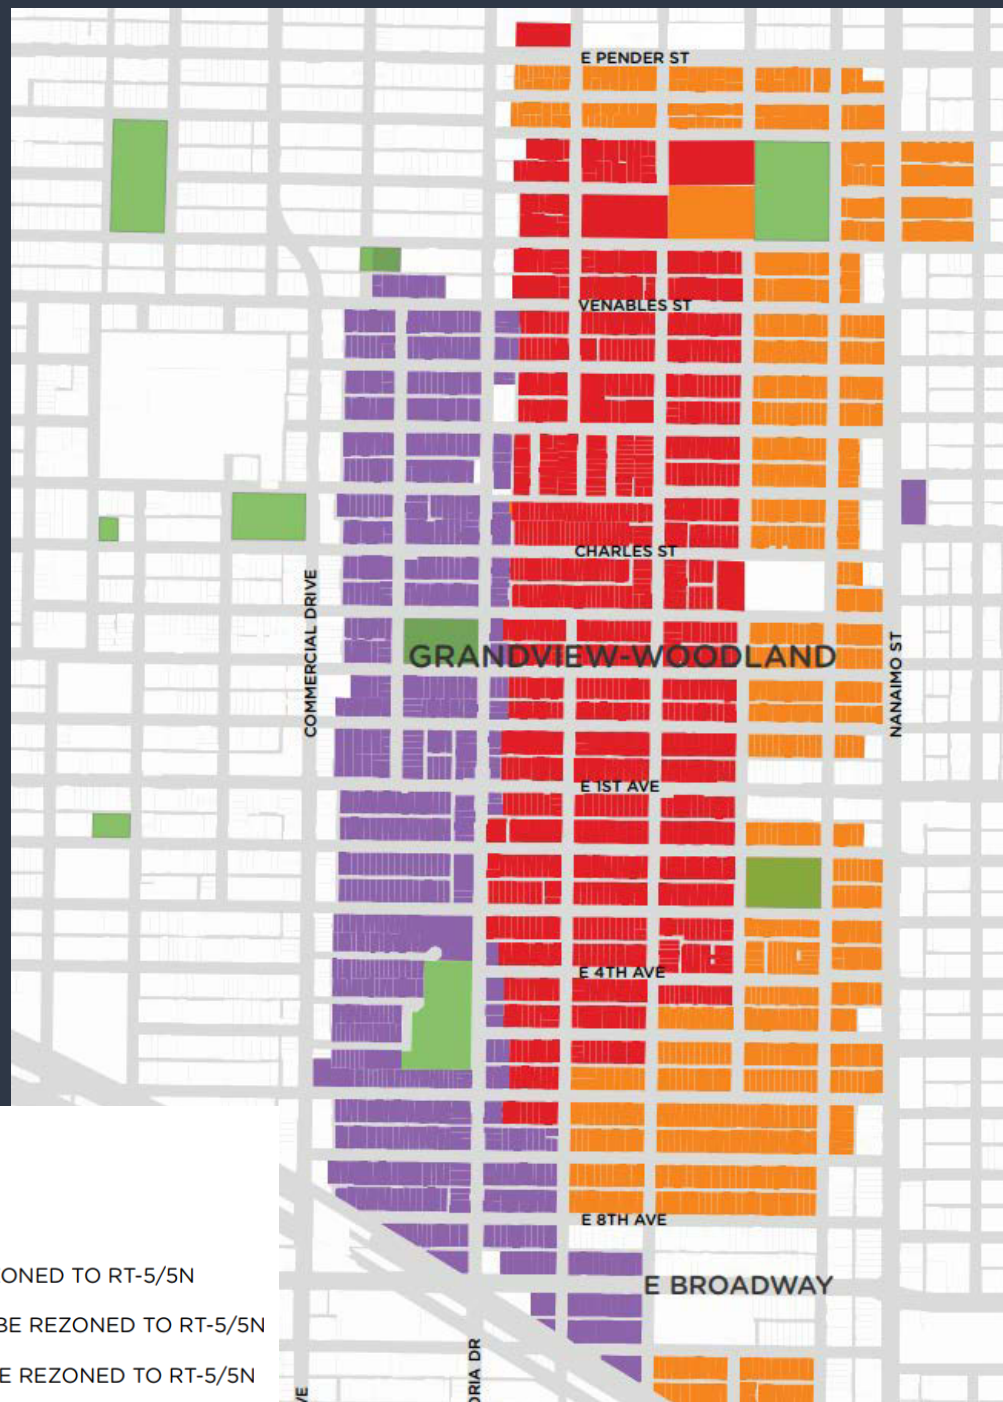 E PENDER ST
VENABLES ST
CHARLES ST
COMMERCIAL DRIVE
GRANDVIEW-WOODLAND
NANAIMO ST
E 1ST AVE
E 4TH AVE
E 8TH AVE
ONED TO RT-5/5N
E BROADWAY
BE REZONED TO RT-5/5N
E REZONED TO RT-5/5N
ORIA DR
VE